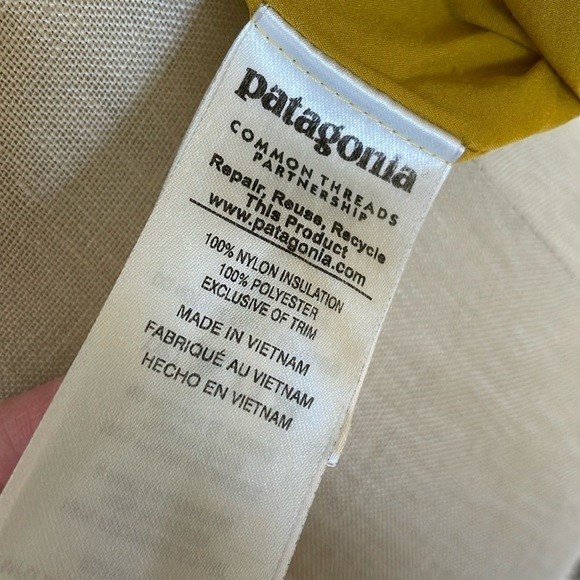 patagonia
COMMON THREADS
PARTNERSHIP
Repair, Reuse, Recycle
This Product
www.patagonia.com
100% NYLON INSULATION
100% POLYESTER
EXCLUSIVE OF TRIM
MADE IN VIETNAM
FABRIQUÉ AU VIETNAM
HECHO EN VIETNAM